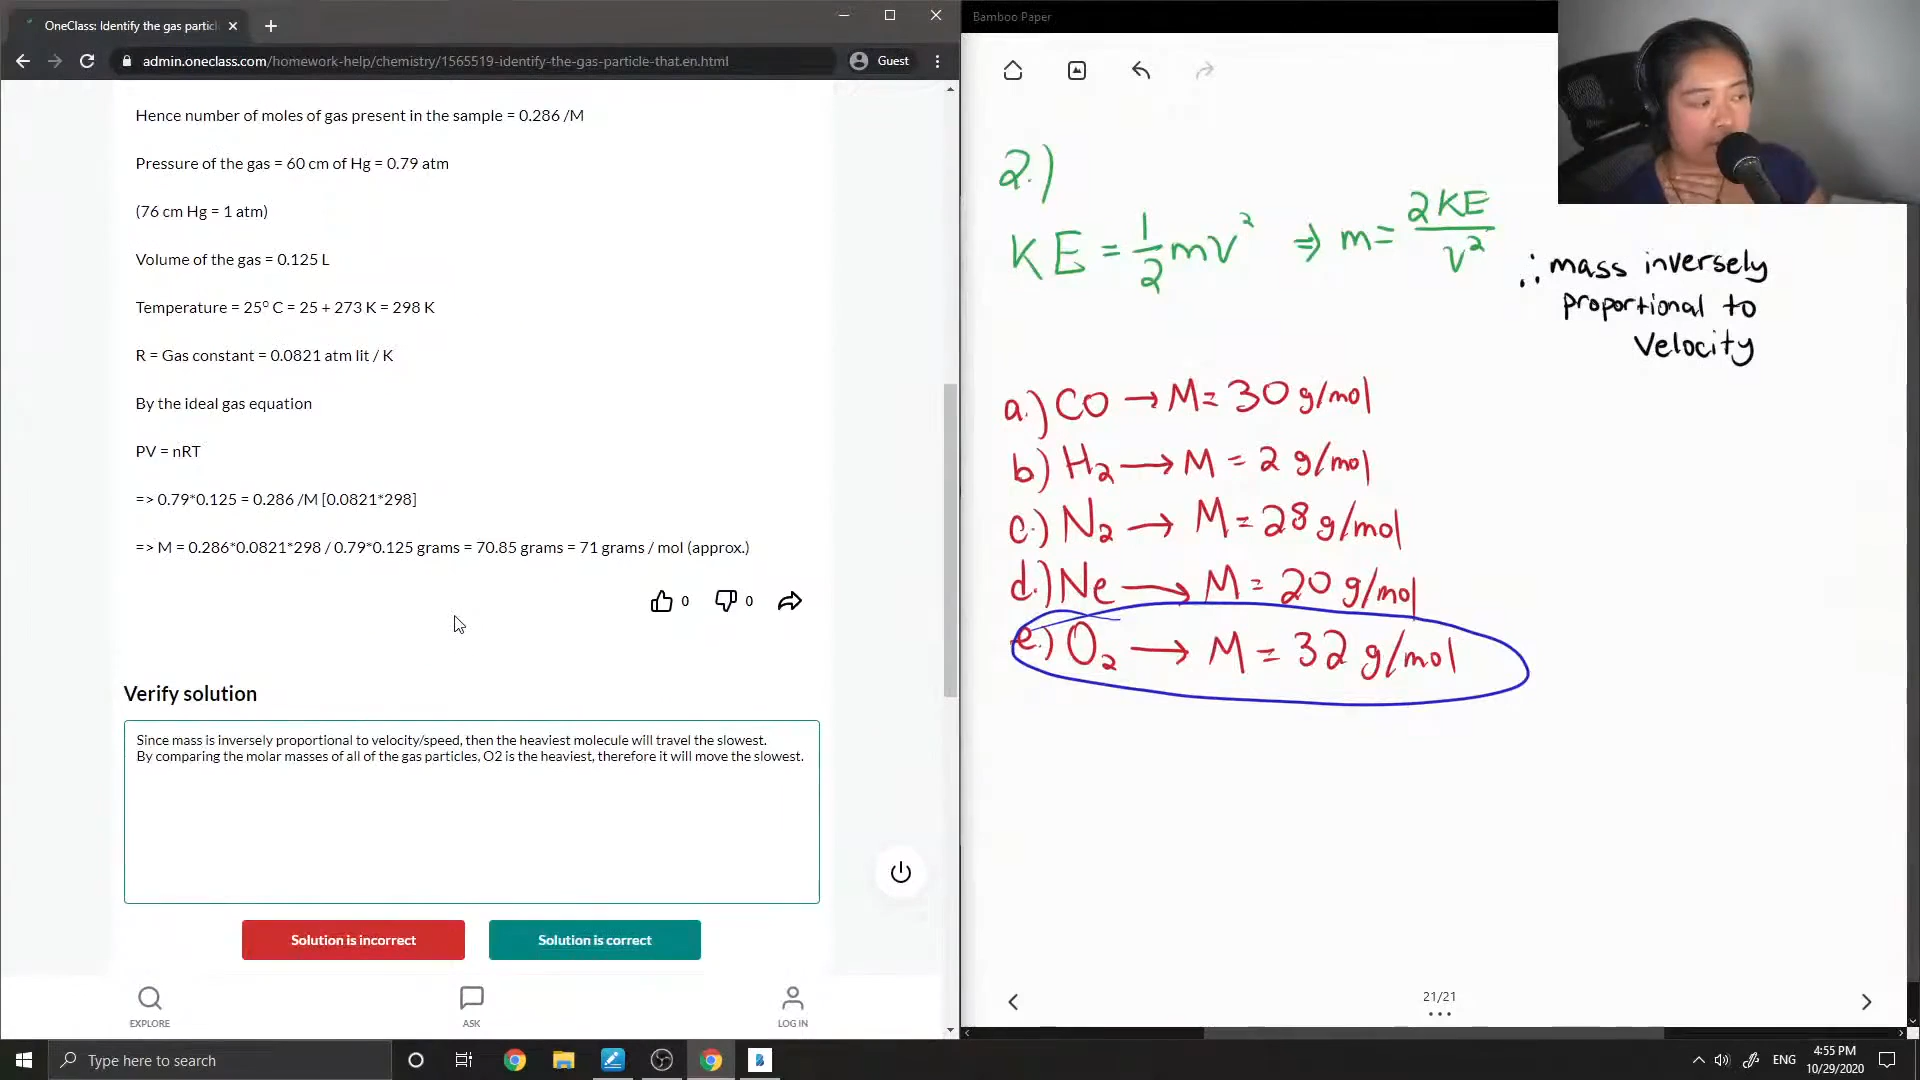 OneClass: Identify the gas particl
admin.oneclass.com/homework-help/chemistry/1565519-identify-the-gas-particle-that.en.html
Guest
Hence number of moles of gas present in the sample = 0.286 /M
Pressure of the gas = 60 cm of Hg = 0.79 atm
(76 cm Hg = 1 atm)
Volume of the gas = 0.125 L
Temperature = 25⁰ C = 25 + 273 K = 298 K
R = Gas constant = 0.0821 atm lit / K
By the ideal gas equation
PV = nRT
=> 0.79*0.125 = 0.286 /M [0.0821*298]
=> M = 0.286*0.0821*298 / 0.79*0.125 grams = 70.85 grams = 71 grams / mol (approx.)
0 0
Verify solution
Since mass is inversely proportional to velocity/speed, then the heaviest molecule will travel the slowest.
By comparing the molar masses of all of the gas particles, O2 is the heaviest, therefore it will move the slowest.
Solution is incorrect
Solution is correct
EXPLORE
ASK
LOG IN
Bamboo Paper
2.)
KE = 1/2 mv² ⇒ m = 2KE/v²
∴ mass inversely
proportional to
velocity
a.) CO → M = 30 g/mol
b) H₂ → M = 2 g/mol
c.) N₂ → M = 28 g/mol
d.) Ne → M = 20 g/mol
e.) O₂ → M = 32 g/mol
21/21
Type here to search
ENG
4:55 PM
10/29/2020